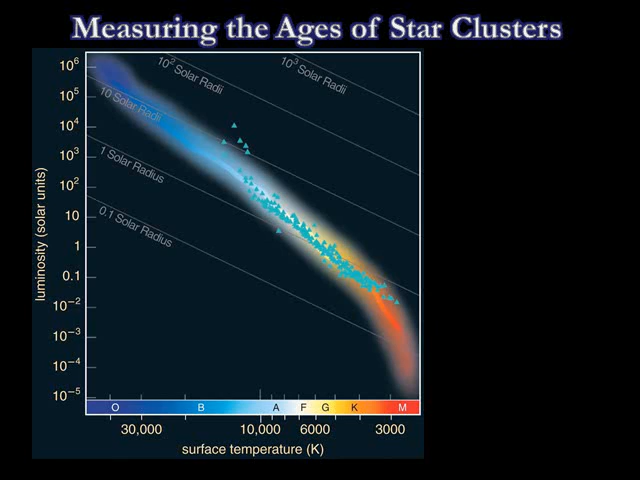 Measuring the Ages of Star Clusters
10⁶
10⁵
10⁴
10³
10²
10
1
0.1
10⁻²
10⁻³
10⁻⁴
10⁻⁵
luminosity (solar units)
10² Solar Radii
10³ Solar Radii
10 Solar Radii
1 Solar Radius
0.1 Solar Radius
O B A F G K M
30,000 10,000 6000 3000
surface temperature (K)